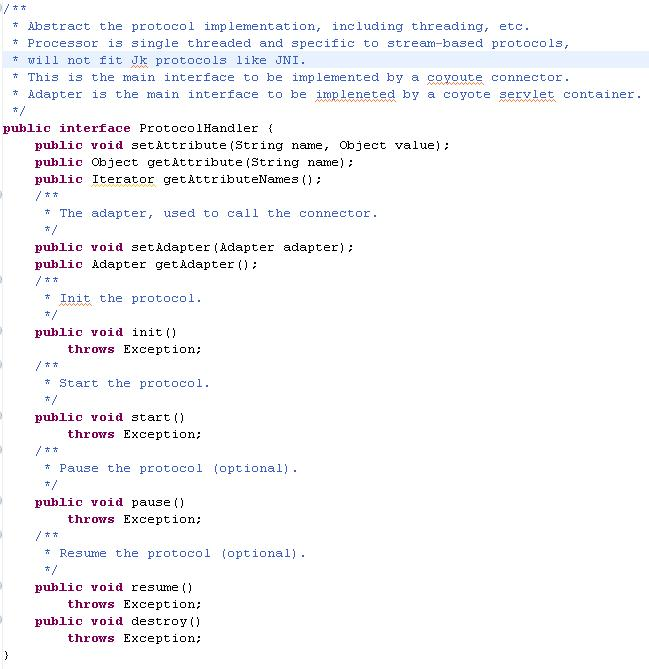 /**
 * Abstract the protocol implementation, including threading, etc.
 * Processor is single threaded and specific to stream-based protocols,
 * will not fit Jk protocols like JNI.
 * This is the main interface to be implemented by a coyoute connector.
 * Adapter is the main interface to be impleneted by a coyote servlet container.
 */
public interface ProtocolHandler {
    public void setAttribute(String name, Object value);
    public Object getAttribute(String name);
    public Iterator getAttributeNames();
    /**
     * The adapter, used to call the connector.
     */
    public void setAdapter(Adapter adapter);
    public Adapter getAdapter();
    /**
     * Init the protocol.
     */
    public void init()
        throws Exception;
    /**
     * Start the protocol.
     */
    public void start()
        throws Exception;
    /**
     * Pause the protocol (optional).
     */
    public void pause()
        throws Exception;
    /**
     * Resume the protocol (optional).
     */
    public void resume()
        throws Exception;
    public void destroy()
        throws Exception;
}